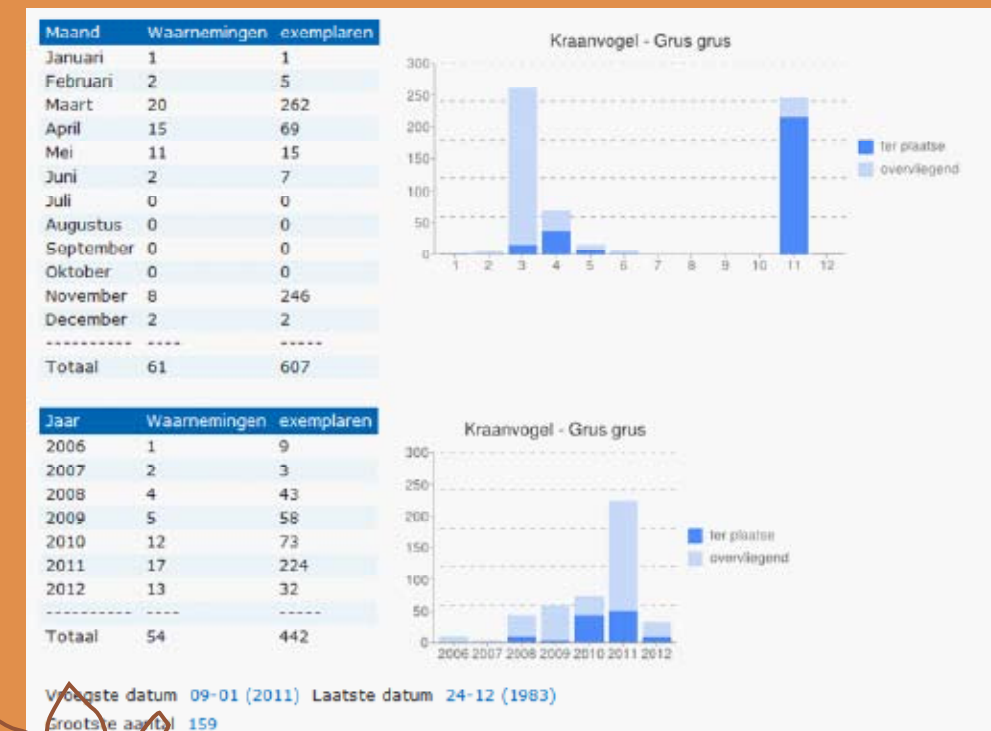 Maand Waarnemingen exemplaren
Januari 1 1
Februari 2 5
Maart 20 262
April 15 69
Mei 11 15
Juni 2 7
Juli 0 0
Augustus 0 0
September 0 0
Oktober 0 0
November 8 246
December 2 2
---------- ---- -----
Totaal 61 607
Kraanvogel - Grus grus
300
250
200
150
100
50
0
1 2 3 4 5 6 7 8 9 10 11 12
ter plaatse
overvliegend
Jaar Waarnemingen exemplaren
2006 1 9
2007 2 3
2008 4 43
2009 5 58
2010 12 73
2011 17 224
2012 13 32
---------- ---- -----
Totaal 54 442
Kraanvogel - Grus grus
300
250
200
150
100
50
0
2006 2007 2008 2009 2010 2011 2012
ter plaatse
overvliegend
Vroegste datum 09-01 (2011) Laatste datum 24-12 (1983)
Grootste aantal 159